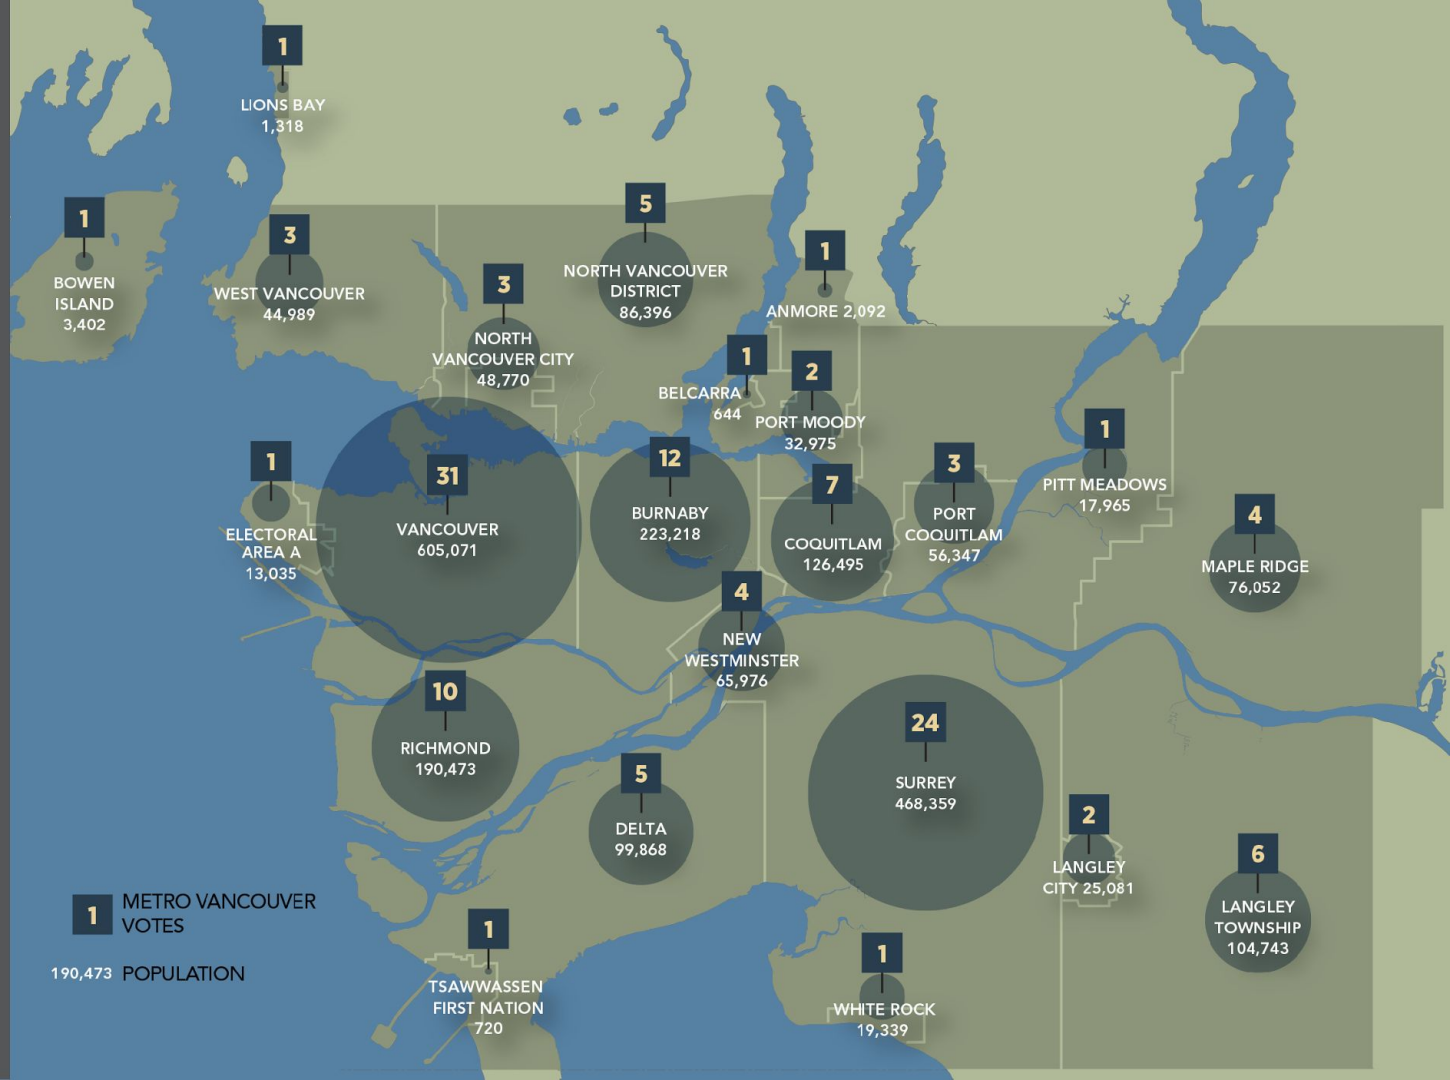 1
LIONS BAY
1,318
1
BOWEN
ISLAND
3,402
3
WEST VANCOUVER
44,989
3
NORTH
VANCOUVER CITY
48,770
5
NORTH VANCOUVER
DISTRICT
86,396
1
ANMORE 2,092
1
BELCARRA
644
2
PORT MOODY
32,975
1
ELECTORAL
AREA A
13,035
31
VANCOUVER
605,071
12
BURNABY
223,218
7
COQUITLAM
126,495
3
PORT
COQUITLAM
56,347
1
PITT MEADOWS
17,965
4
MAPLE RIDGE
76,052
4
NEW
WESTMINSTER
65,976
10
RICHMOND
190,473
5
DELTA
99,868
24
SURREY
468,359
2
LANGLEY
CITY 25,081
6
LANGLEY
TOWNSHIP
104,743
1
TSAWWASSEN
FIRST NATION
720
1
WHITE ROCK
19,339
1 METRO VANCOUVER
VOTES
190,473 POPULATION